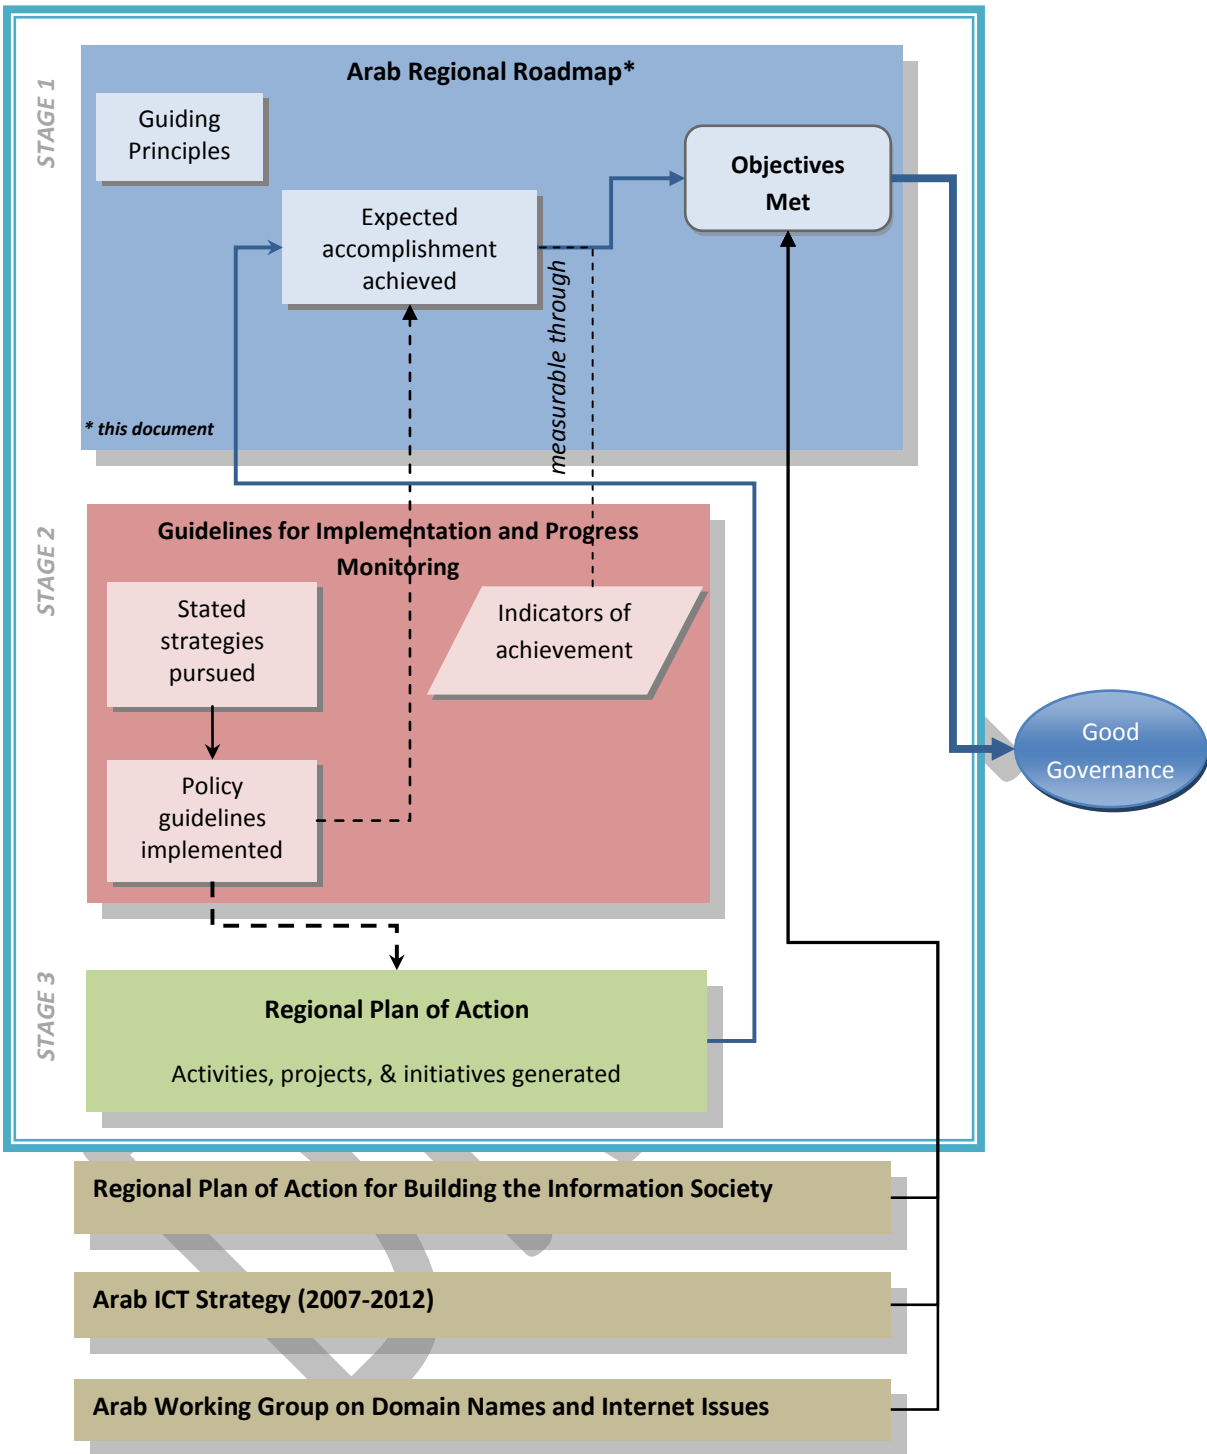 STAGE 1
Arab Regional Roadmap*
Guiding
Principles
Objectives
Met
Expected
accomplishment
achieved
measurable through
* this document
STAGE 2
Guidelines for Implementation and Progress
Monitoring
Stated
strategies
pursued
Indicators of
achievement
Policy
guidelines
implemented
Good
Governance
STAGE 3
Regional Plan of Action
Activities, projects, & initiatives generated
Regional Plan of Action for Building the Information Society
Arab ICT Strategy (2007-2012)
Arab Working Group on Domain Names and Internet Issues